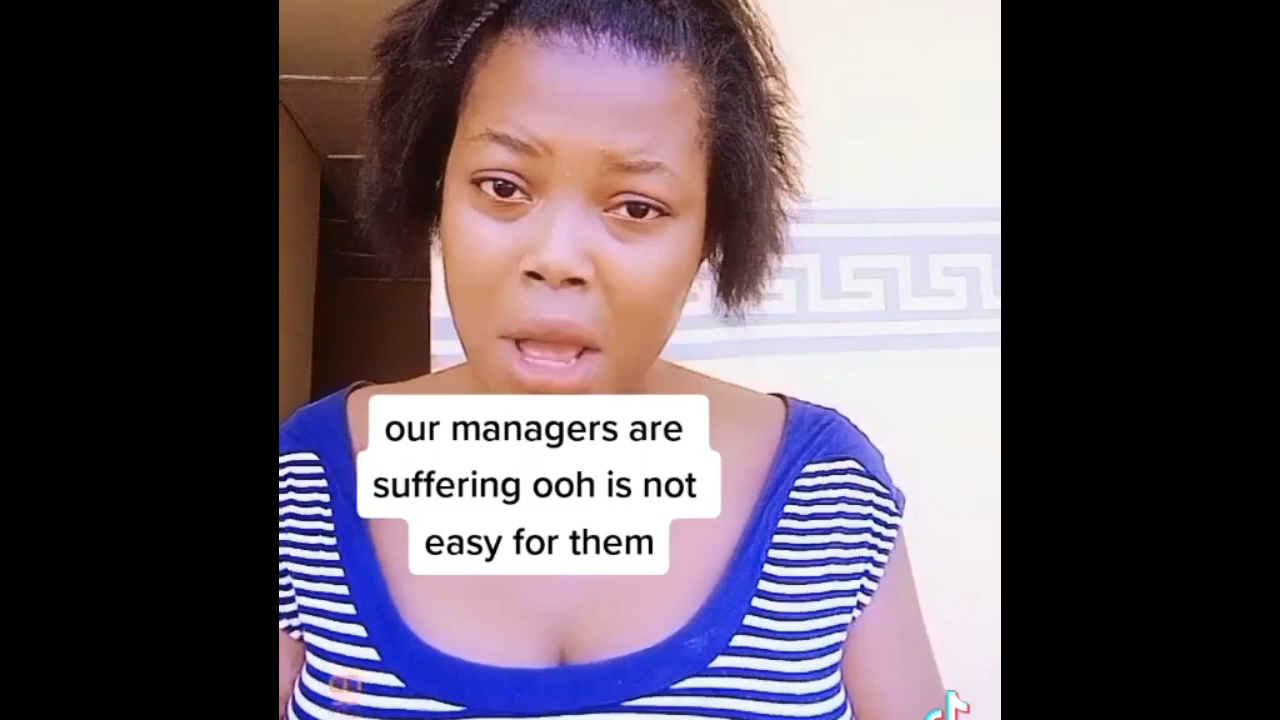 our managers are
suffering ooh is not
easy for them